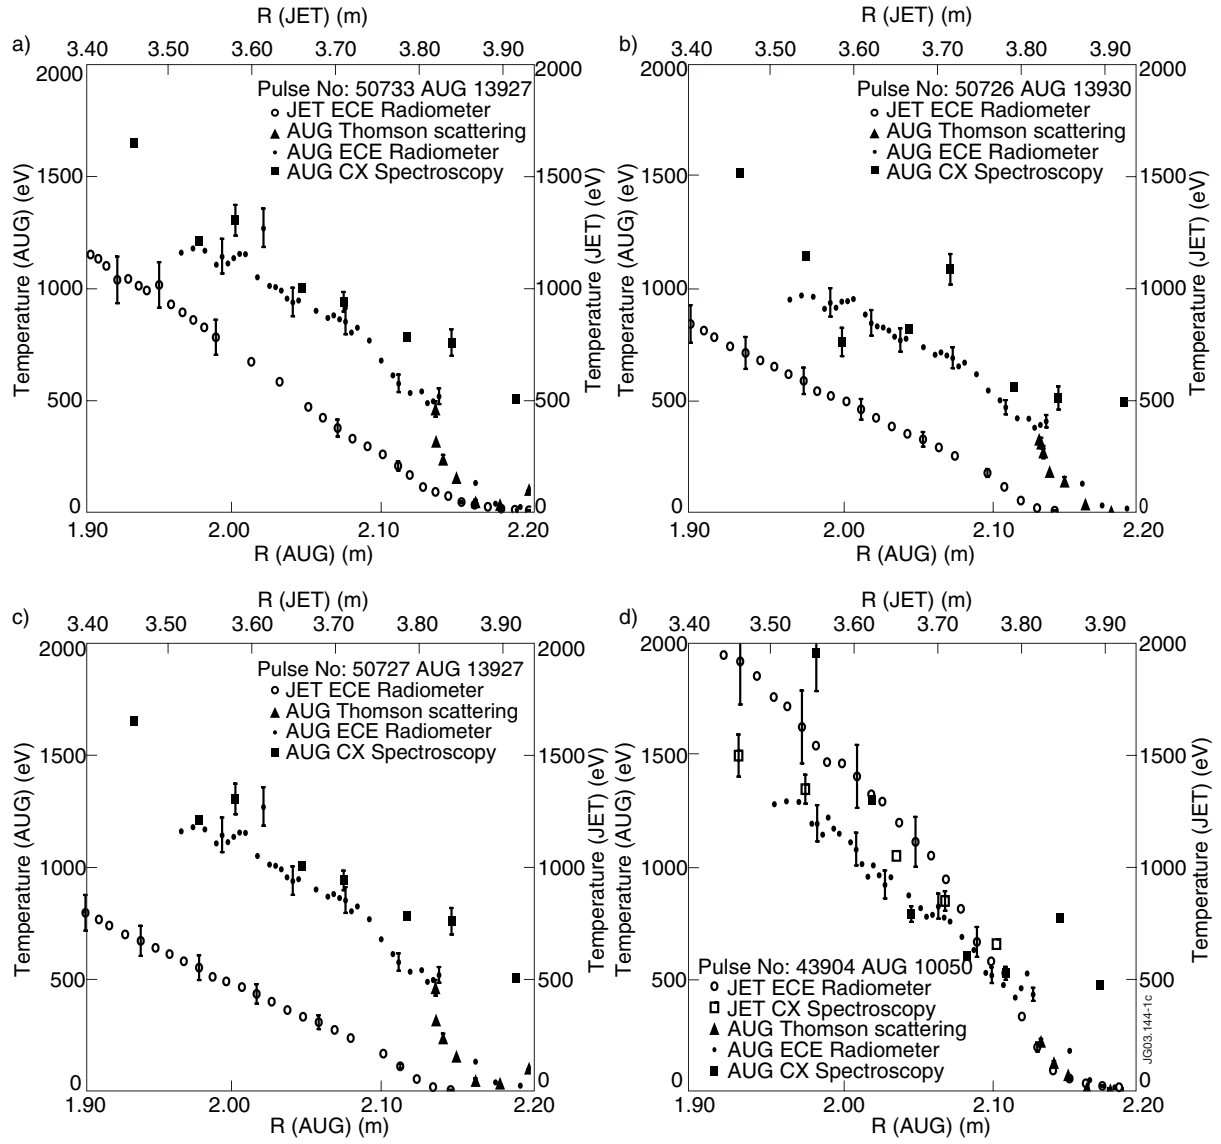 R (JET) (m)
a)
3.40 3.50 3.60 3.70 3.80 3.90
2000 2000
Pulse No: 50733 AUG 13927
JET ECE Radiometer
AUG Thomson scattering
AUG ECE Radiometer
AUG CX Spectroscopy
1500 1500
1000 1000
500 500
0 0
Temperature (AUG) (eV)
Temperature (JET) (eV)
1.90 2.00 2.10 2.20
R (AUG) (m)
R (JET) (m)
b)
3.40 3.50 3.60 3.70 3.80 3.90
2000 2000
Pulse No: 50726 AUG 13930
JET ECE Radiometer
AUG Thomson scattering
AUG ECE Radiometer
AUG CX Spectroscopy
1500 1500
1000 1000
500 500
0 0
Temperature (AUG) (eV)
Temperature (JET) (eV)
1.90 2.00 2.10 2.20
R (AUG) (m)
R (JET) (m)
c)
3.40 3.50 3.60 3.70 3.80 3.90
2000 2000
Pulse No: 50727 AUG 13927
JET ECE Radiometer
AUG Thomson scattering
AUG ECE Radiometer
AUG CX Spectroscopy
1500 1500
1000 1000
500 500
0 0
Temperature (AUG) (eV)
Temperature (JET) (eV)
1.90 2.00 2.10 2.20
R (AUG) (m)
R (JET) (m)
d)
3.40 3.50 3.60 3.70 3.80 3.90
2000 2000
1500 1500
1000 1000
500 500
0 0
Pulse No: 43904 AUG 10050
JET ECE Radiometer
JET CX Spectroscopy
AUG Thomson scattering
AUG ECE Radiometer
AUG CX Spectroscopy
Temperature (AUG) (eV)
Temperature (JET) (eV)
JG03.144-1c
1.90 2.00 2.10 2.20
R (AUG) (m)